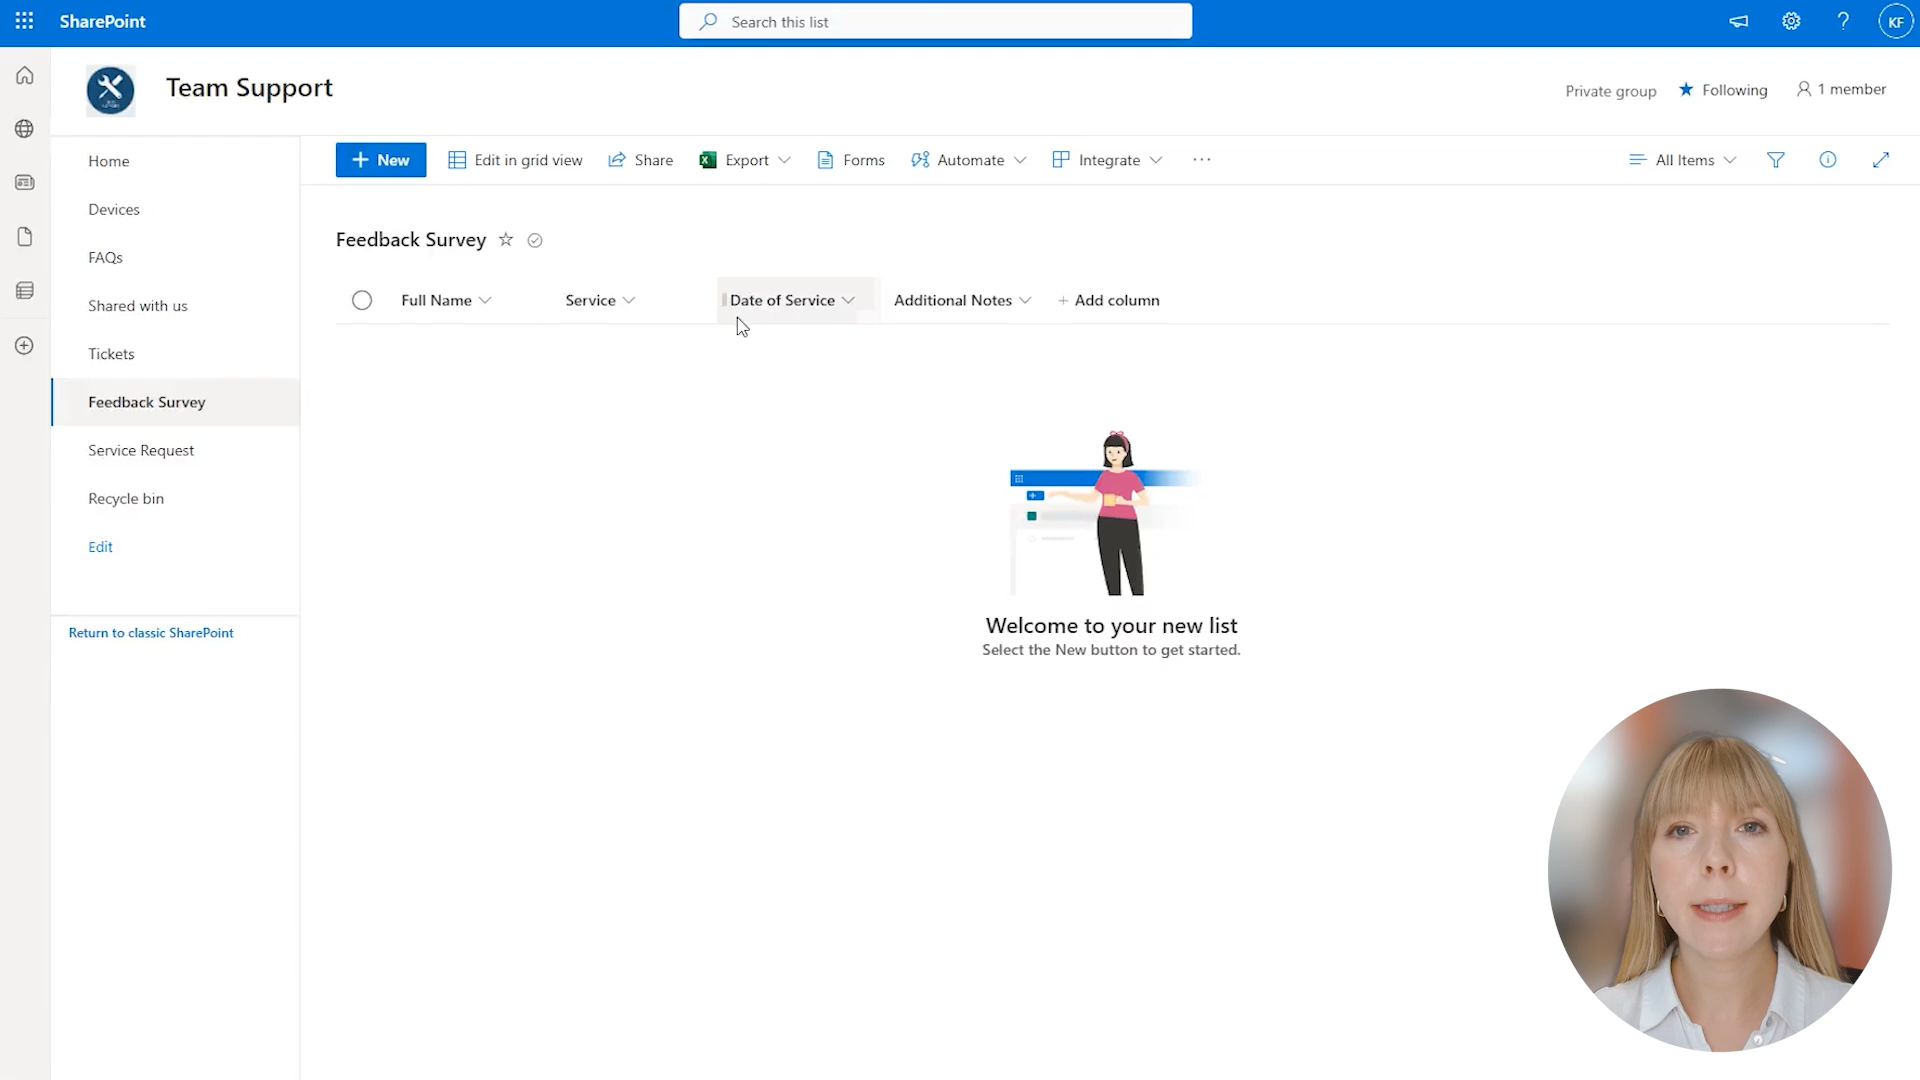 SharePoint
Search this list
KF
Team Support
Private group
Following
1 member
Home
Devices
FAQs
Shared with us
Tickets
Feedback Survey
Service Request
Recycle bin
Edit
Return to classic SharePoint
New
Edit in grid view
Share
Export
Forms
Automate
Integrate
All Items
Feedback Survey
Full Name
Service
Date of Service
Additional Notes
Add column
Welcome to your new list
Select the New button to get started.